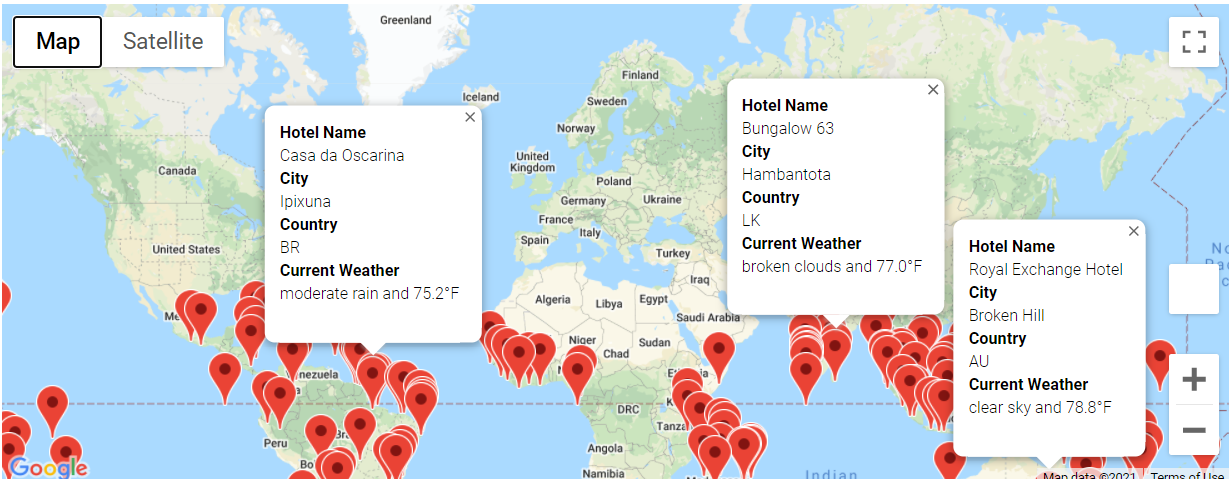 Map
Satellite
Greenland
Iceland
Finland
Sweden
Norway
United
Kingdom
Poland
Germany
Ukraine
France
Italy
Spain
Turkey
Canada
United States
Iraq
Algeria
Libya
Egypt
Saudi Arabia
Niger
Chad
Sudan
DRC
Angola
Namibia
Peru
Indian
Hotel Name
Casa da Oscarina
City
Ipixuna
Country
BR
Current Weather
moderate rain and 75.2°F
Hotel Name
Bungalow 63
City
Hambantota
Country
LK
Current Weather
broken clouds and 77.0°F
Hotel Name
Royal Exchange Hotel
City
Broken Hill
Country
AU
Current Weather
clear sky and 78.8°F
Google
Map data ©2021
Terms of Use